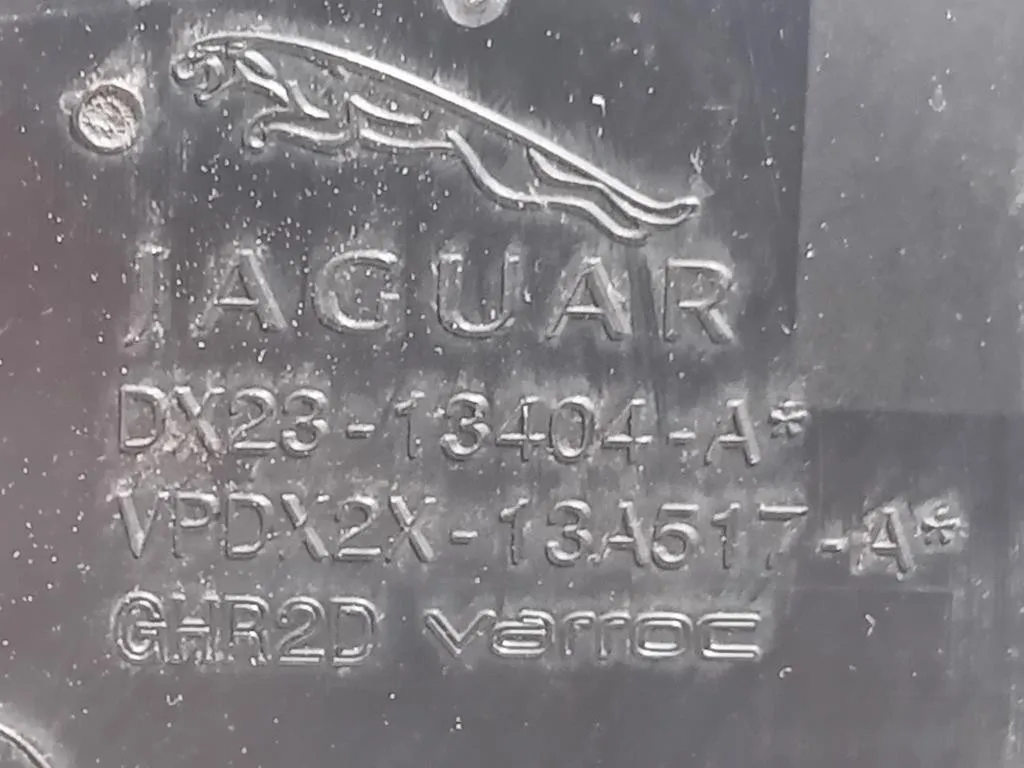 JAGUAR
DX23-13404-A*
VPDX2X-13A517-A*
GHR2D varroc